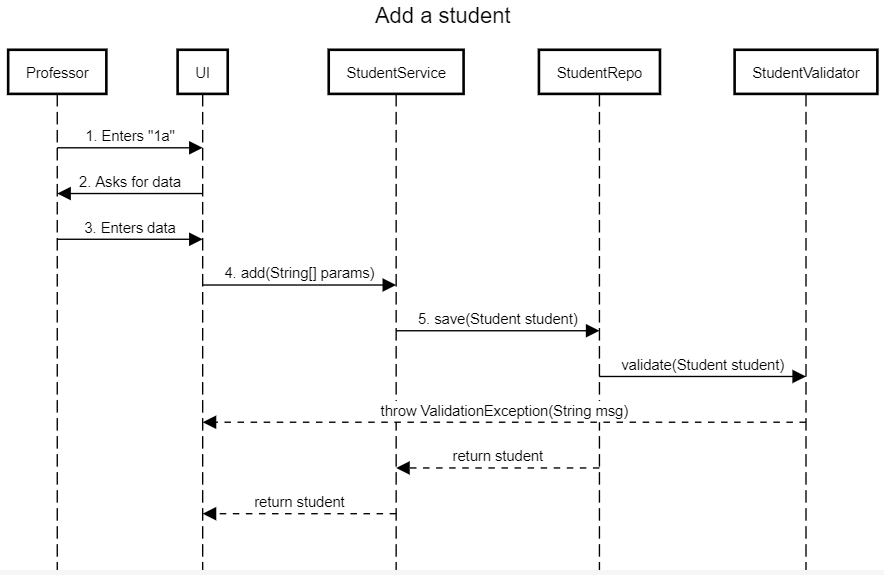 Add a student
Professor
UI
StudentService
StudentRepo
StudentValidator
1. Enters "1a"
2. Asks for data
3. Enters data
4. add(String[] params)
5. save(Student student)
validate(Student student)
throw ValidationException(String msg)
return student
return student